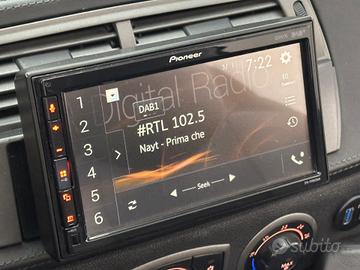 Pioneer
DAB+
Digital Radio
7:22
1
2
3
4
5
6
DAB1
#RTL 102.5
Nayt - Prima che
Seek
MAX
subito